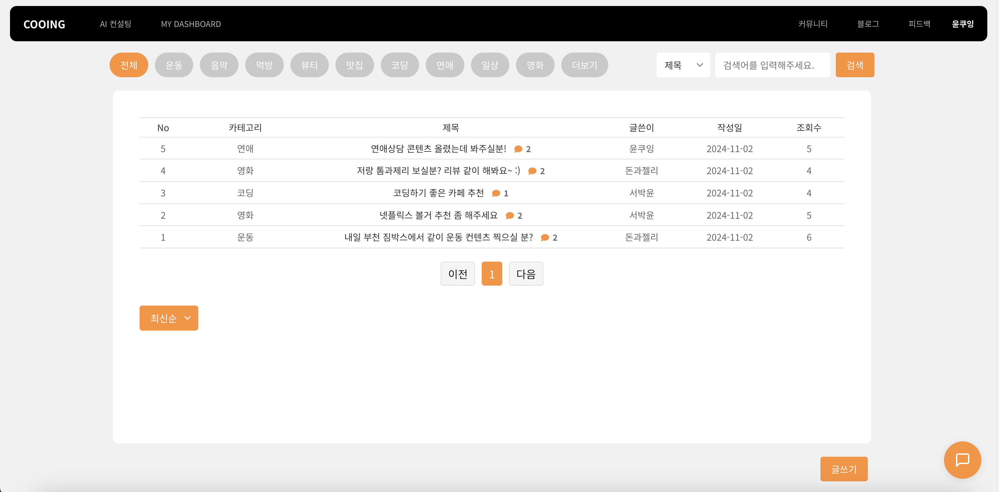 COOING AI 컨설팅 MY DASHBOARD 커뮤니티 블로그 피드백 윤쿠잉
전체 운동 음악 먹방 뷰티 맛집 코딩 연애 일상 영화 더보기 제목 검색어를 입력해주세요. 검색
No 카테고리 제목 글쓴이 작성일 조회수
5 연애 연애상담 콘텐츠 올렸는데 봐주실분! 2 윤쿠잉 2024-11-02 5
4 영화 저랑 톰과제리 보실분? 리뷰 같이 해봐요~ :) 2 돈과젤리 2024-11-02 4
3 코딩 코딩하기 좋은 카페 추천 1 서박윤 2024-11-02 4
2 영화 넷플릭스 볼거 추천 좀 해주세요 2 서박윤 2024-11-02 5
1 운동 내일 부천 짐박스에서 같이 운동 컨텐츠 찍으실 분? 2 돈과젤리 2024-11-02 6
이전 1 다음
최신순
글쓰기